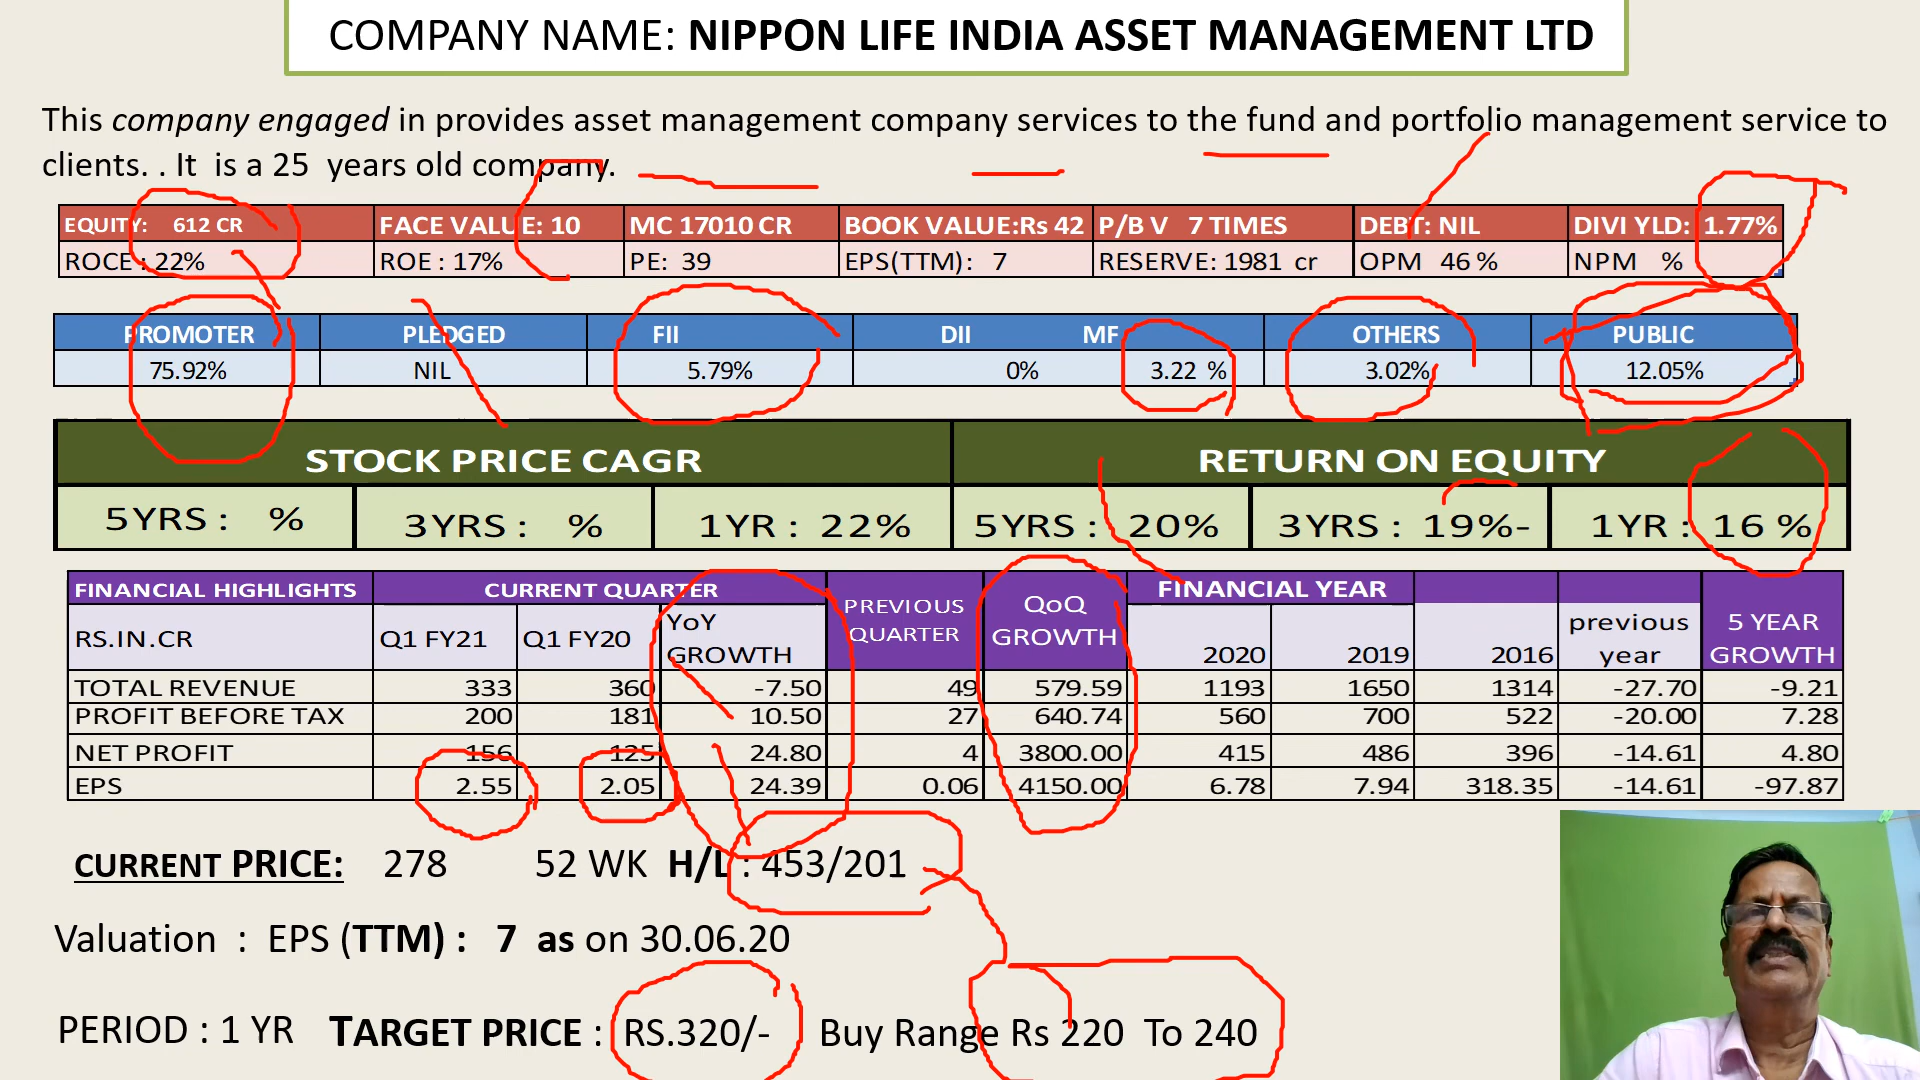 COMPANY NAME: NIPPON LIFE INDIA ASSET MANAGEMENT LTD
This company engaged in provides asset management company services to the fund and portfolio management service to
clients. . It is a 25 years old company.
EQUITY: 612 CR FACE VALUE: 10 MC 17010 CR BOOK VALUE:Rs 42 P/B V 7 TIMES DEBT: NIL DIVI YLD: 1.77%
ROCE : 22% ROE : 17% PE: 39 EPS(TTM) : 7 RESERVE: 1981 cr OPM 46 % NPM %
PROMOTER PLEDGED FII DII MF OTHERS PUBLIC
75.92% NIL 5.79% 0% 3.22 % 3.02% 12.05%
STOCK PRICE CAGR RETURN ON EQUITY
5YRS : % 3YRS : % 1YR : 22% 5YRS : 20% 3YRS : 19%- 1YR : 16 %
FINANCIAL HIGHLIGHTS CURRENT QUARTER PREVIOUS QUARTER QoQ GROWTH FINANCIAL YEAR
RS.IN.CR Q1 FY21 Q1 FY20 YoY GROWTH 2020 2019 2016 previous year 5 YEAR GROWTH
TOTAL REVENUE 333 360 -7.50 49 579.59 1193 1650 1314 -27.70 -9.21
PROFIT BEFORE TAX 200 181 10.50 27 640.74 560 700 522 -20.00 7.28
NET PROFIT 156 125 24.80 4 3800.00 415 486 396 -14.61 4.80
EPS 2.55 2.05 24.39 0.06 4150.00 6.78 7.94 318.35 -14.61 -97.87
CURRENT PRICE: 278 52 WK H/L : 453/201
Valuation : EPS (TTM) : 7 as on 30.06.20
PERIOD : 1 YR TARGET PRICE : RS.320/- Buy Range Rs 220 To 240